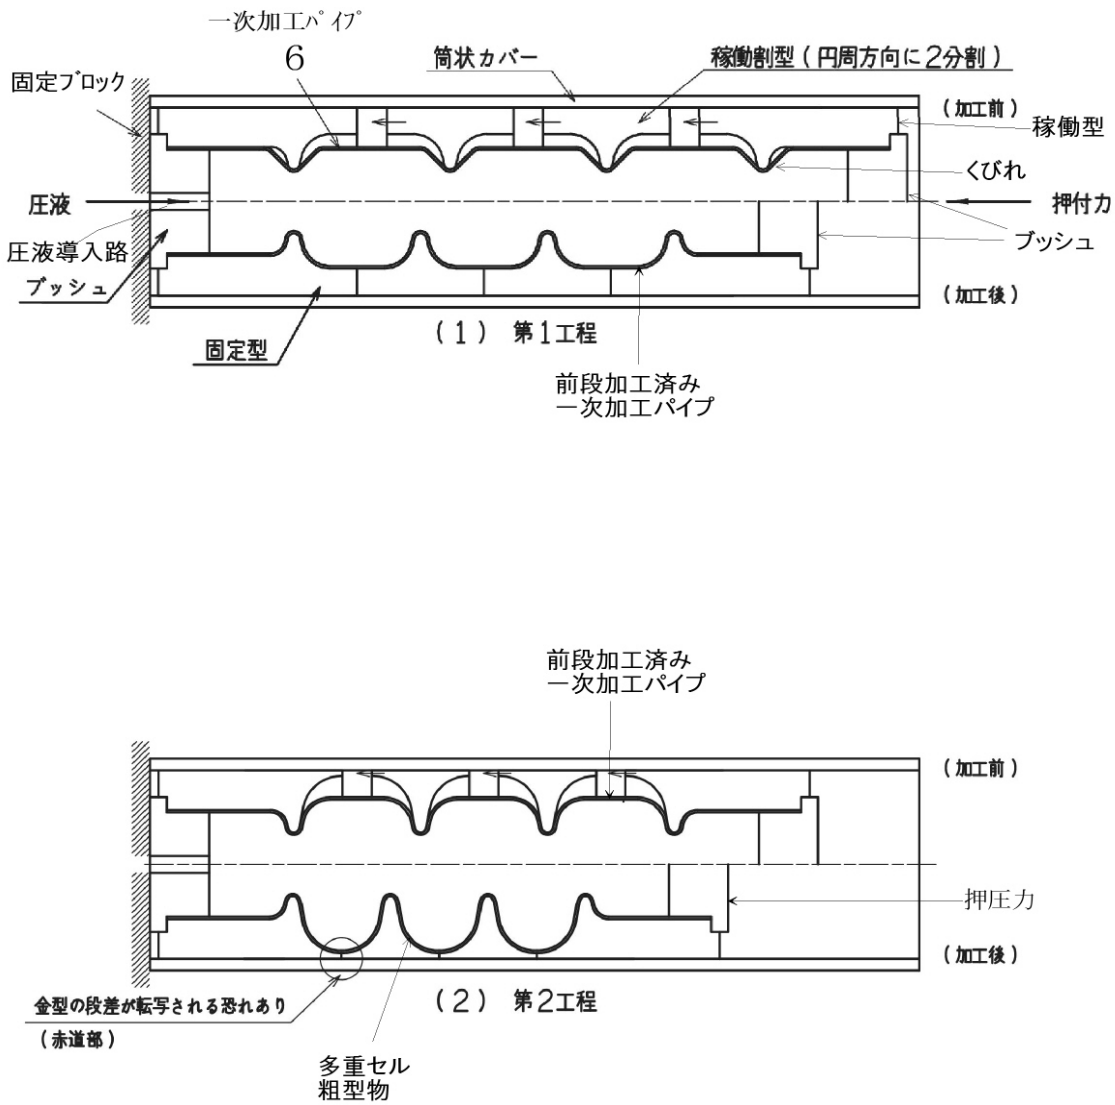 一次加工パイプ
6
筒状カバー
稼働割型(円周方向に2分割)
固定ブロック
(加工前)
稼働型
くびれ
圧液
押付力
圧液導入路
ブッシュ
ブッシュ
(加工後)
(1) 第1工程
固定型
前段加工済み
一次加工パイプ
前段加工済み
一次加工パイプ
(加工前)
押圧力
(加工後)
金型の段差が転写される恐れあり
(赤道部)
(2) 第2工程
多重セル
粗型物